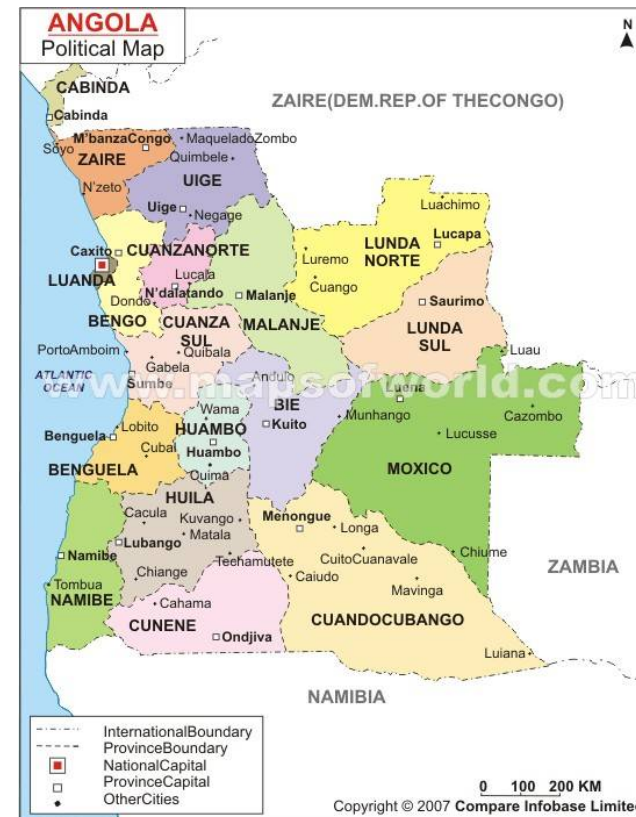 ANGOLA
Political Map
N
CABINDA
Cabinda
ZAIRE(DEM.REP.OF THECONGO)
Soyo
M'banzaCongo
MaqueladoZombo
ZAIRE
Quimbele
UIGE
N'zeto
Uige
Negage
Luachimo
Caxito
CUANZANORTE
Luremo
LUNDA
NORTE
Lucapa
LUANDA
Lucala
Cuango
N'dalatando
Malanje
Saurimo
Dondo
BENGO
CUANZA
SUL
MALANJE
LUNDA
SUL
PortoAmboim
Quibala
Gabela
Luau
ATLANTIC
OCEAN
www.mapsofworld.com
Sumbe
Andulo
BIE
Luena
Wama
Munhango
Cazombo
Lobito
HUAMBO
Kuito
Lucusse
Benguela
Cubal
Huambo
BENGUELA
Quima
MOXICO
HUILA
Cacula
Kuvango
Menongue
Longa
Lubango
Matala
CuitoCuanavale
Chiume
Namibe
Techamutete
ZAMBIA
Tombua
Chiange
Caiudo
Mavinga
NAMIBE
Cahama
CUNENE
CUANDOCUBANGO
Ondjiva
Luiana
NAMIBIA
InternationalBoundary
ProvinceBoundary
NationalCapital
ProvinceCapital
OtherCities
0 100 200 KM
Copyright © 2007 Compare Infobase Limited